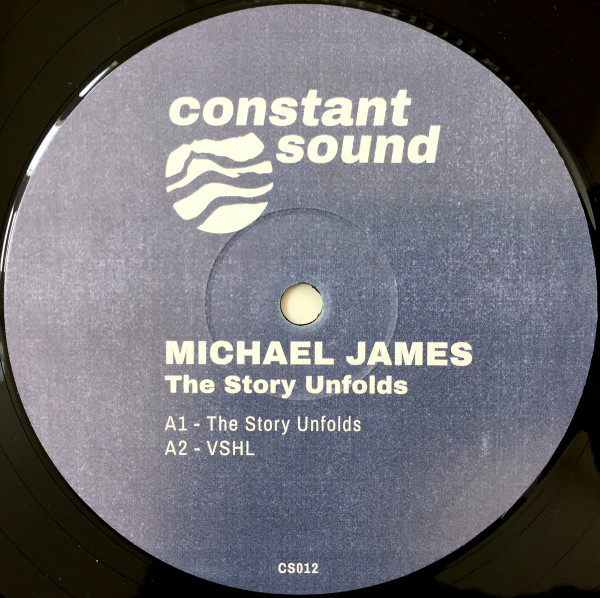 constant
sound
MICHAEL JAMES
The Story Unfolds
A1 - The Story Unfolds
A2 - VSHL
CS012